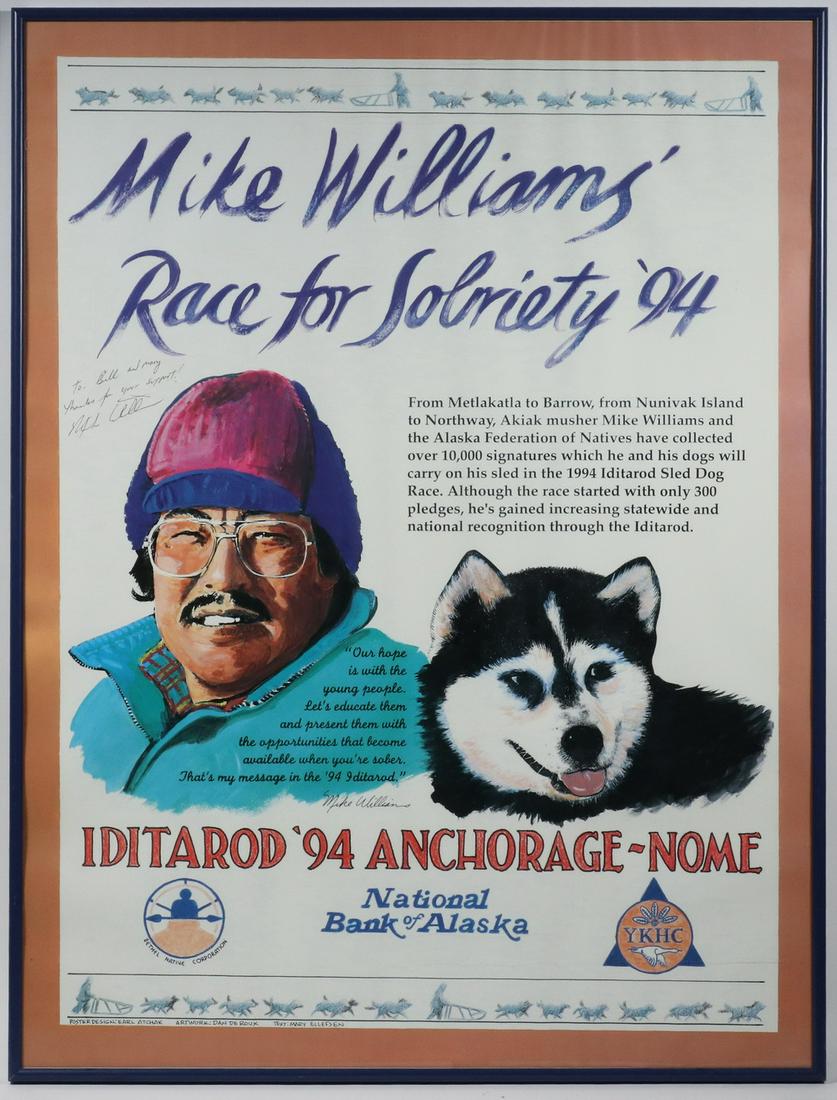 Mike Williams'
Race for Sobriety '94
to: Bill and mary
Thanks for your support!
From Metlakatla to Barrow, from Nunivak Island
to Northway, Akiak musher Mike Williams and
the Alaska Federation of Natives have collected
over 10,000 signatures which he and his dogs will
carry on his sled in the 1994 Iditarod Sled Dog
Race. Although the race started with only 300
pledges, he's gained increasing statewide and
national recognition through the Iditarod.
"Our hope
is with the
young people.
Let's educate them
and present them with
the opportunities that become
available when you're sober.
That's my message in the '94 Iditarod."
Mike Williams
IDITAROD '94 ANCHORAGE~NOME
BETHEL NATIVE CORPORATION
National
Bank of Alaska
YKHC
POSTER DESIGN: EARL ATCHAK ARTWORK: DAN DEROUX TEXT: MARY ELLEFSEN